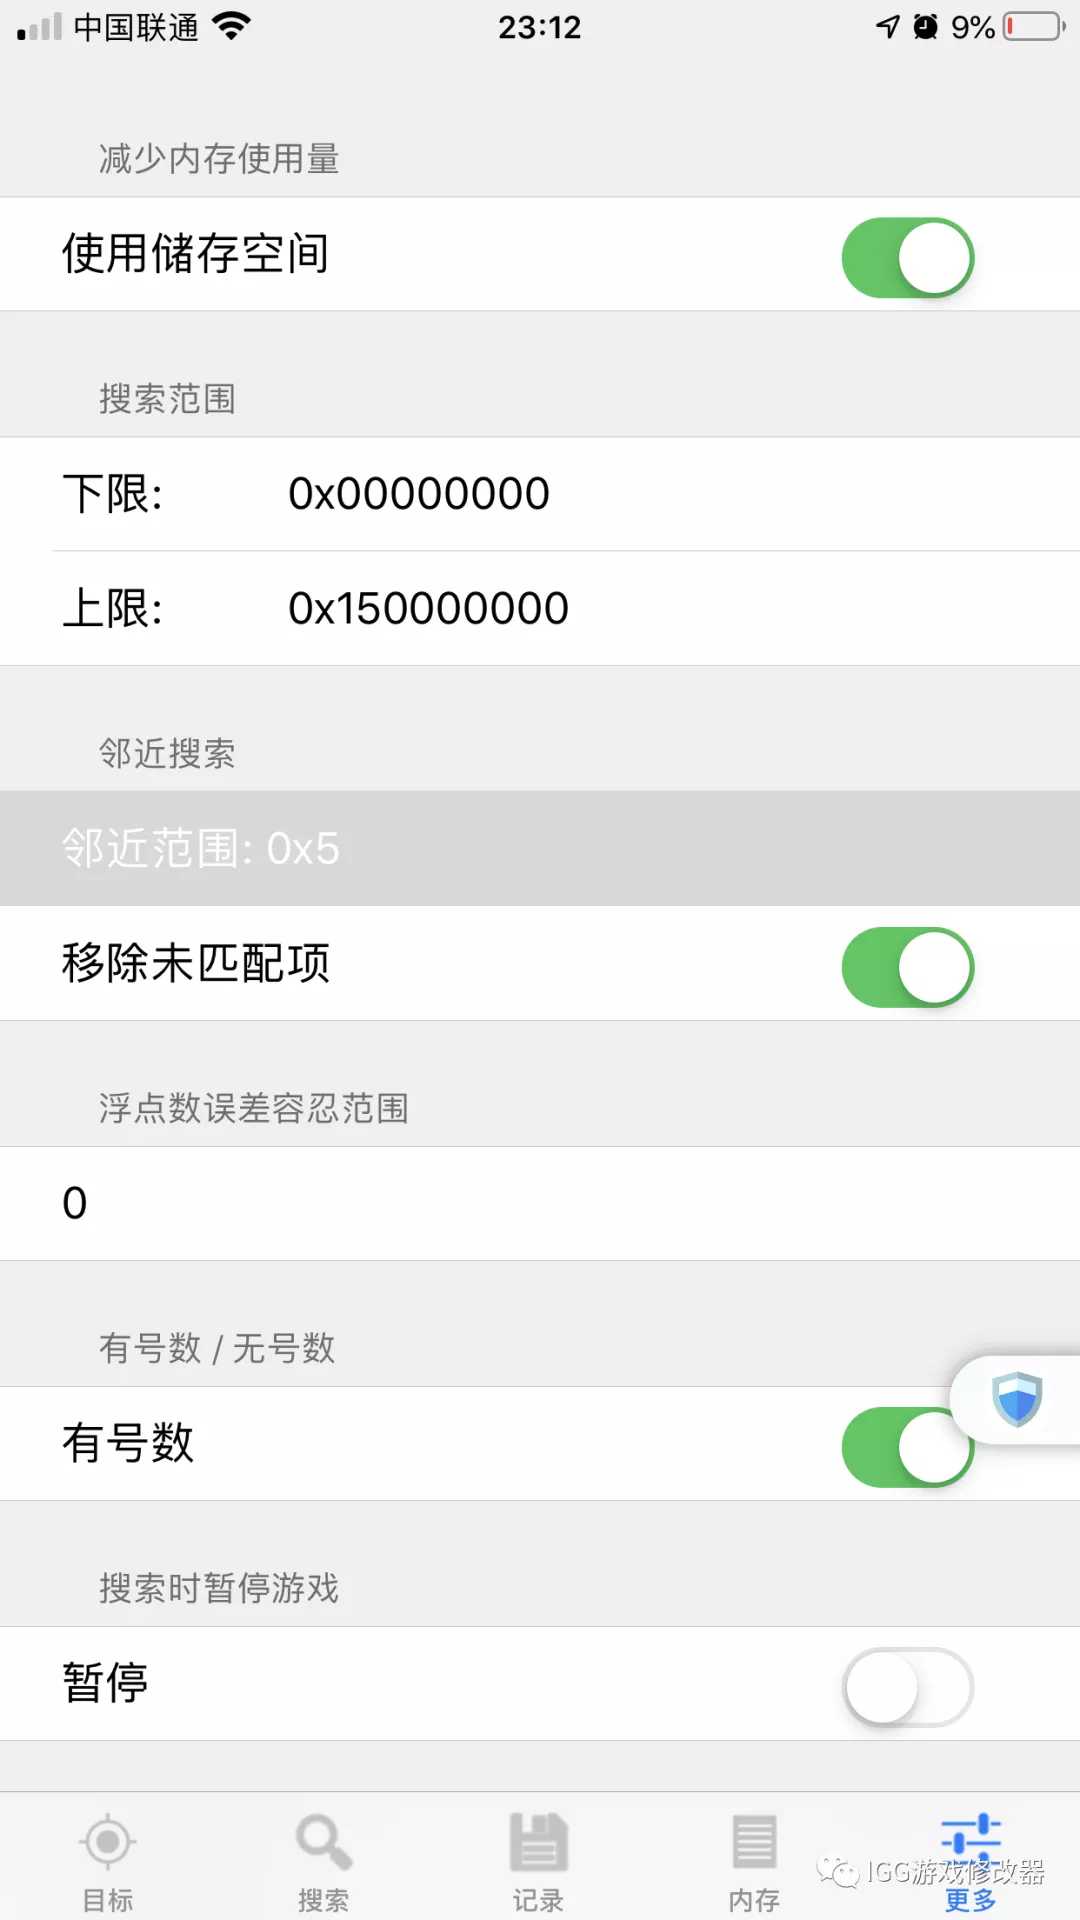 中国联通 23:12 9%
减少内存使用量
使用储存空间
搜索范围
下限: 0x00000000
上限: 0x150000000
邻近搜索
邻近范围: 0x5
移除未匹配项
浮点数误差容忍范围
0
有号数 / 无号数
有号数
搜索时暂停游戏
暂停
IGG游戏修改器
目标 搜索 记录 内存 更多